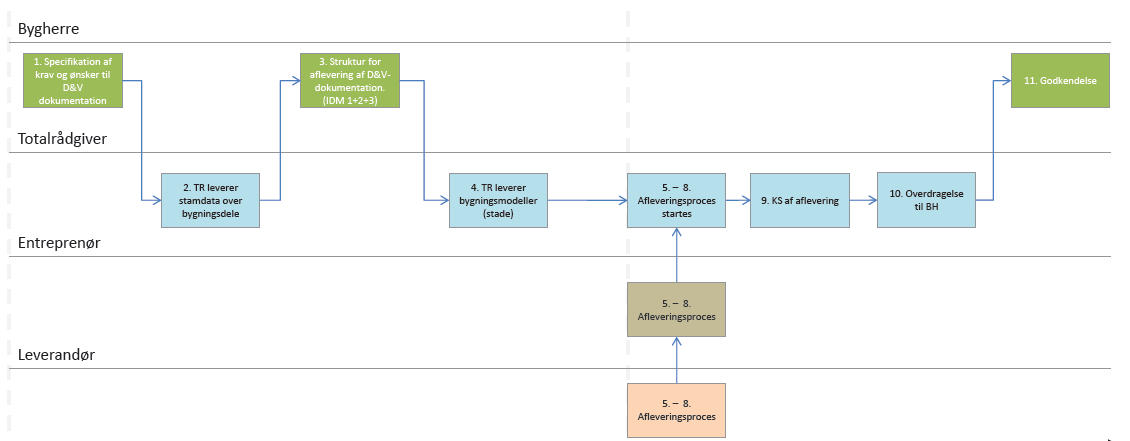 Bygherre
1. Specifikation af
krav og ønsker til
D&V
dokumentation
3. Struktur for
aflevering af D&V-
dokumentation.
(IDM 1+2+3)
11. Godkendelse
Totalrådgiver
2. TR leverer
stamdata over
bygningsdele
4. TR leverer
bygningsmodeller
(stade)
5. – 8.
Afleveringsproces
startes
9. KS af aflevering
10. Overdragelse
til BH
Entreprenør
5. – 8.
Afleveringsproces
Leverandør
5. – 8.
Afleveringsproces